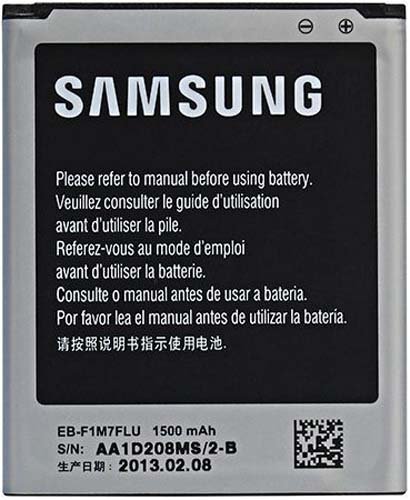 SAMSUNG
Please refer to manual before using battery.
Veuillez consulter le guide d'utilisation
avant d'utiliser la pile.
Referez-vous au mode d'emploi
avant d'utiliser la batterie.
Consulte o manual antes de usar a bateria.
Por favor lea el manual antes de utilizar la batería.
请按照说明书指示使用电池.
EB-F1M7FLU 1500 mAh
S/N: AA1D208MS/2-B
生产日期: 2013.02.08